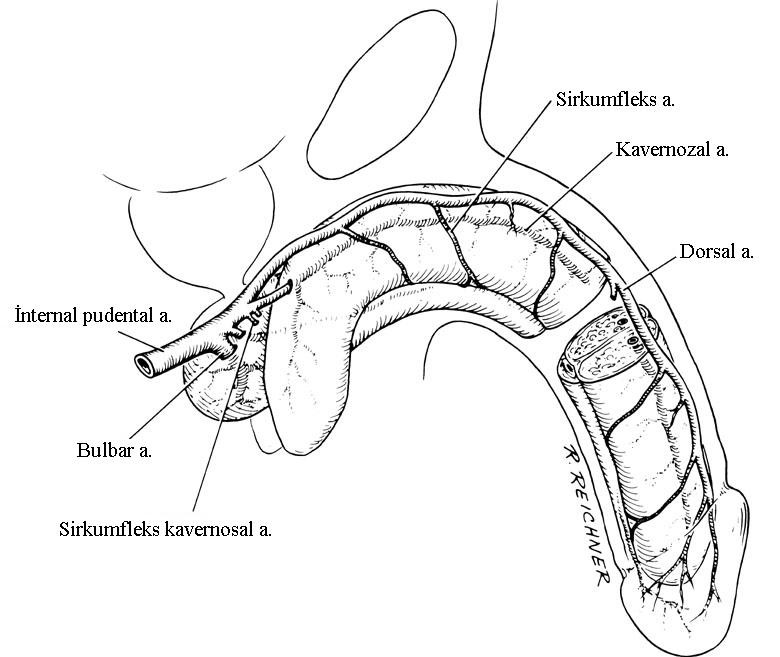 Sirkumfleks a.
Kavernozal a.
Dorsal a.
İnternal pudental a.
Bulbar a.
Sirkumfleks kavernosal a.
R. REICHNER